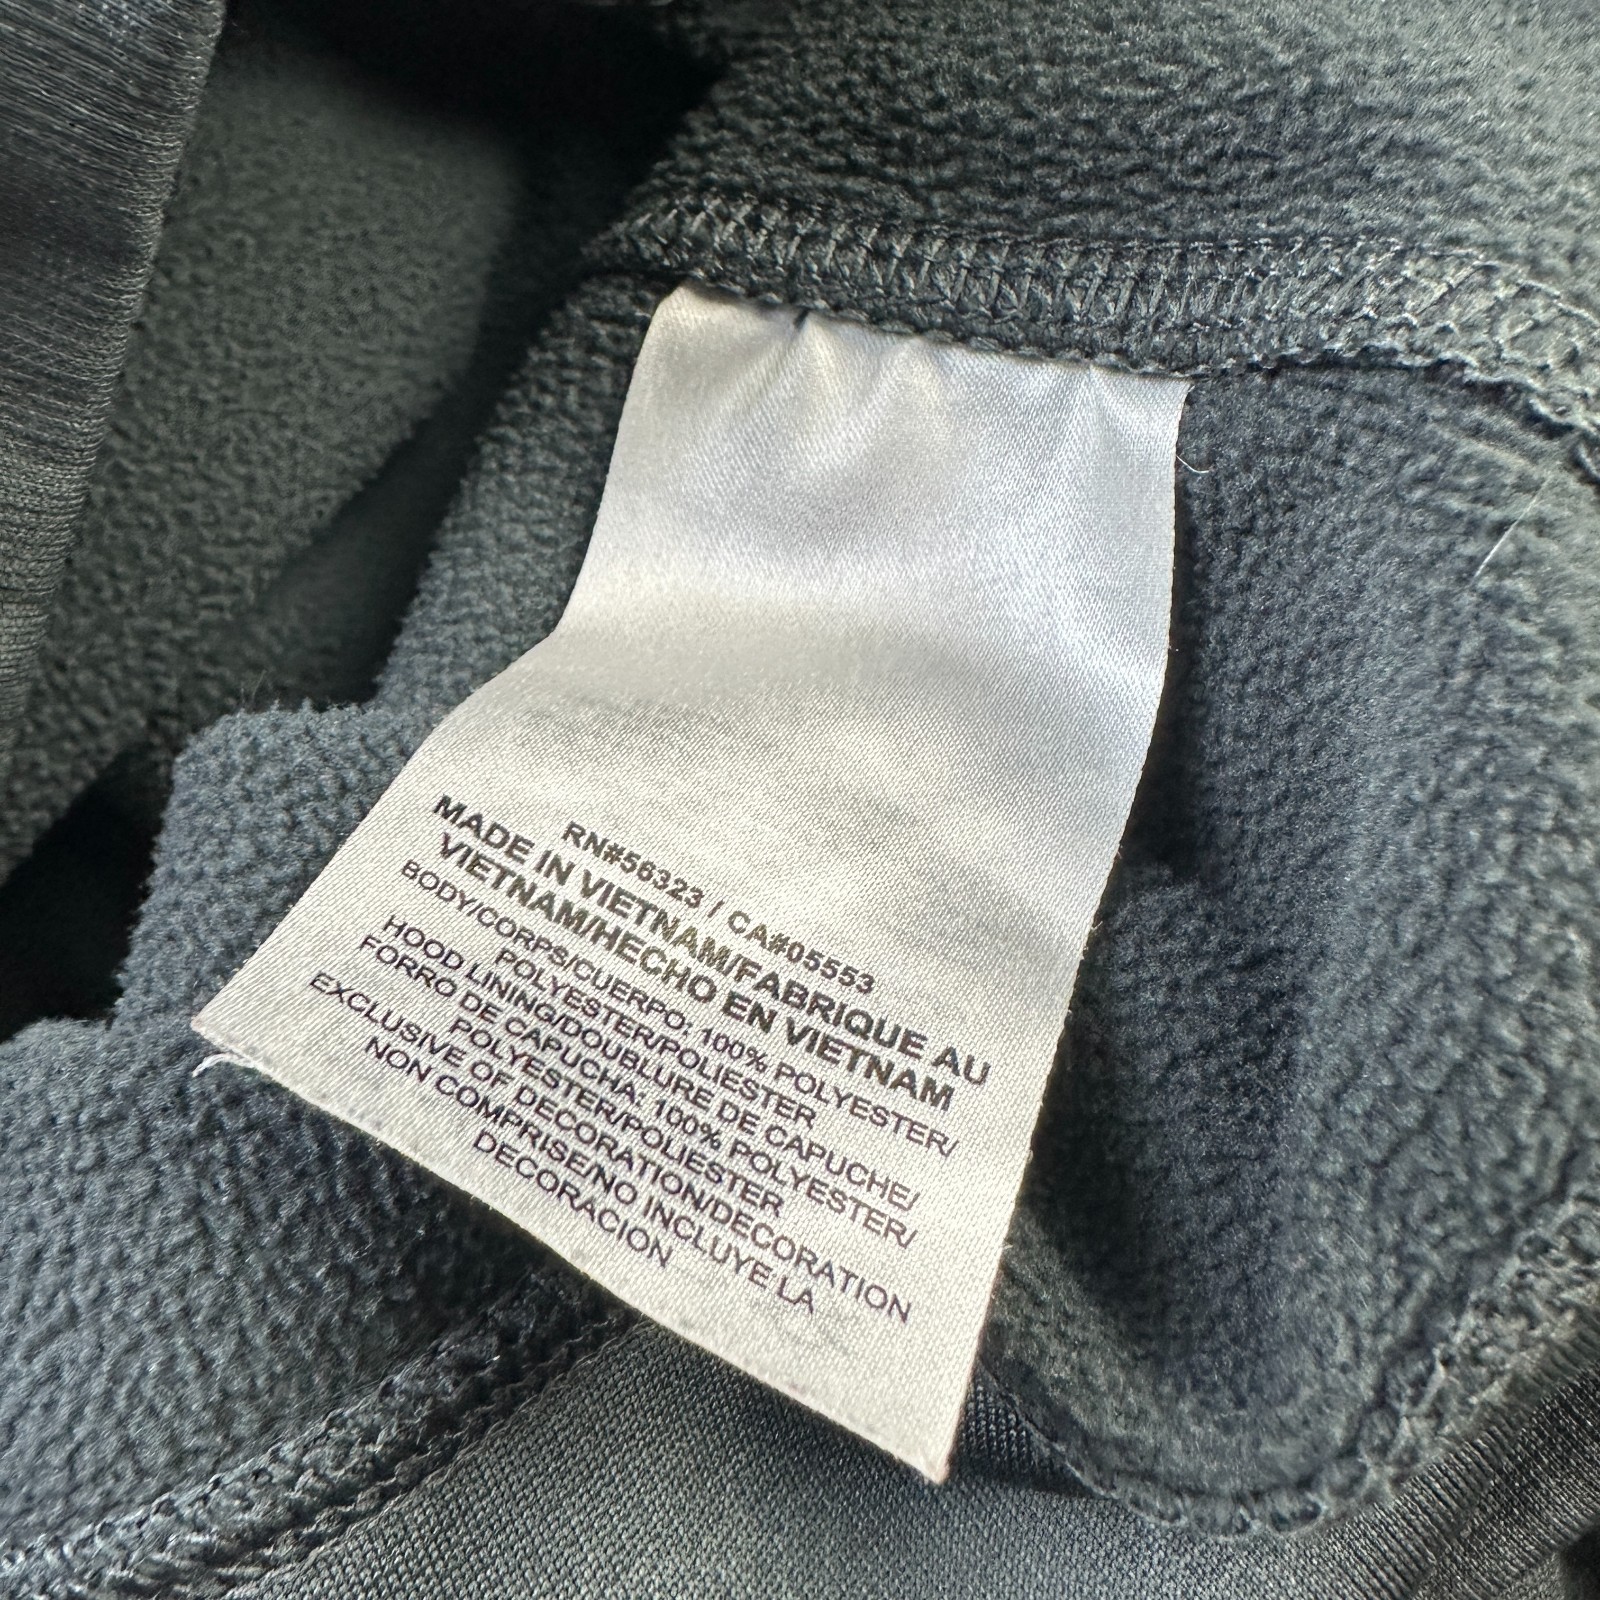 RN#56323 / CA#05553
MADE IN VIETNAM/FABRIQUE AU
VIETNAM/HECHO EN VIETNAM
BODY/CORPS/CUERPO: 100% POLYESTER/
POLYESTER/POLIESTER
HOOD LINING/DOUBLURE DE CAPUCHE/
FORRO DE CAPUCHA: 100% POLYESTER/
POLYESTER/POLIESTER
EXCLUSIVE OF DECORATION/DECORATION
NON COMPRISE/NO INCLUYE LA
DECORACION